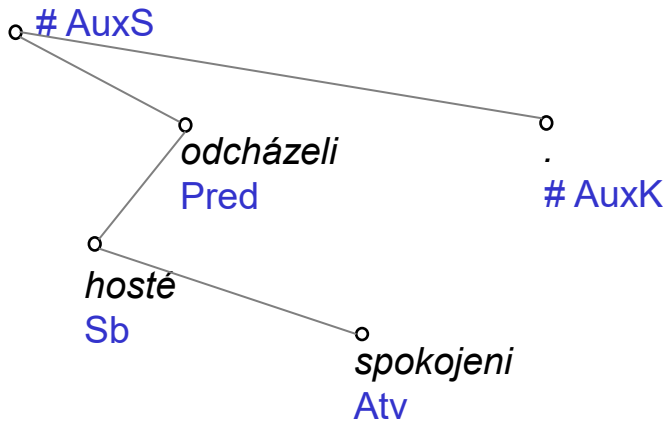 # AuxS
odcházeli
Pred
.
# AuxK
hosté
Sb
spokojeni
Atv